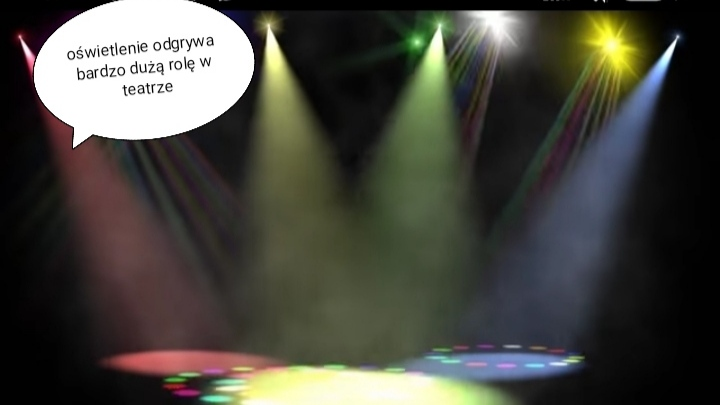 oświetlenie odgrywa
bardzo dużą rolę w
teatrze